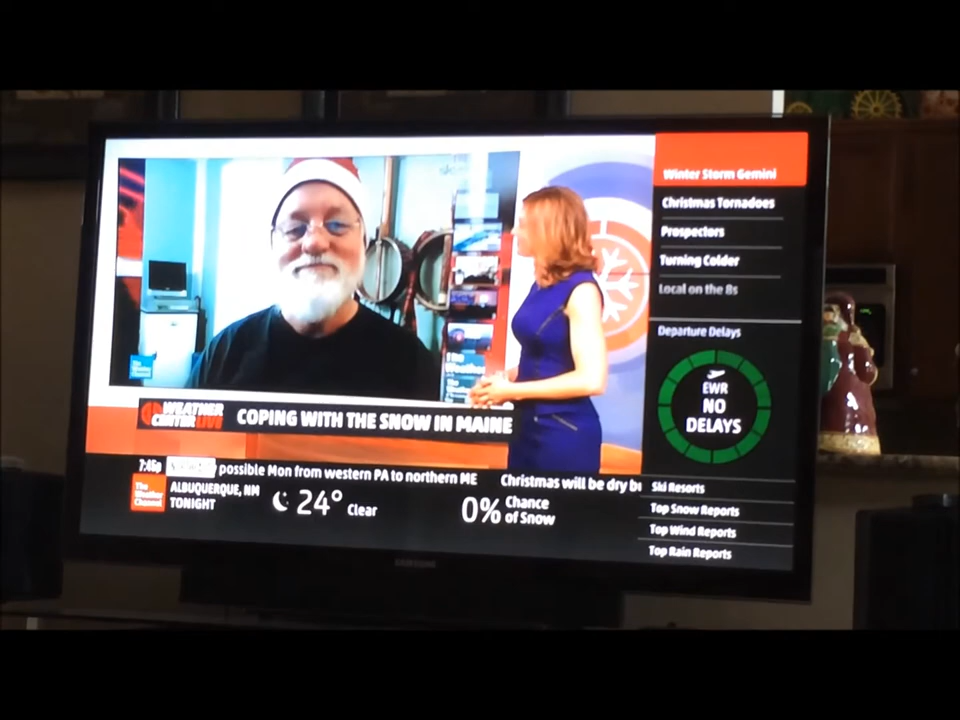 Winter Storm Gemini
Christmas Tornadoes
Prospectors
Turning Colder
Local on the 8s
Departure Delays
EWR
NO
DELAYS
WEATHER
CENTER LIVE
COPING WITH THE SNOW IN MAINE
7:46p
possible Mon from western PA to northern ME
Christmas will be dry
The
Weather
Channel
ALBUQUERQUE, NM
TONIGHT
24°
Clear
0%
Chance
of Snow
Ski Resorts
Top Snow Reports
Top Wind Reports
Top Rain Reports
SAMSUNG